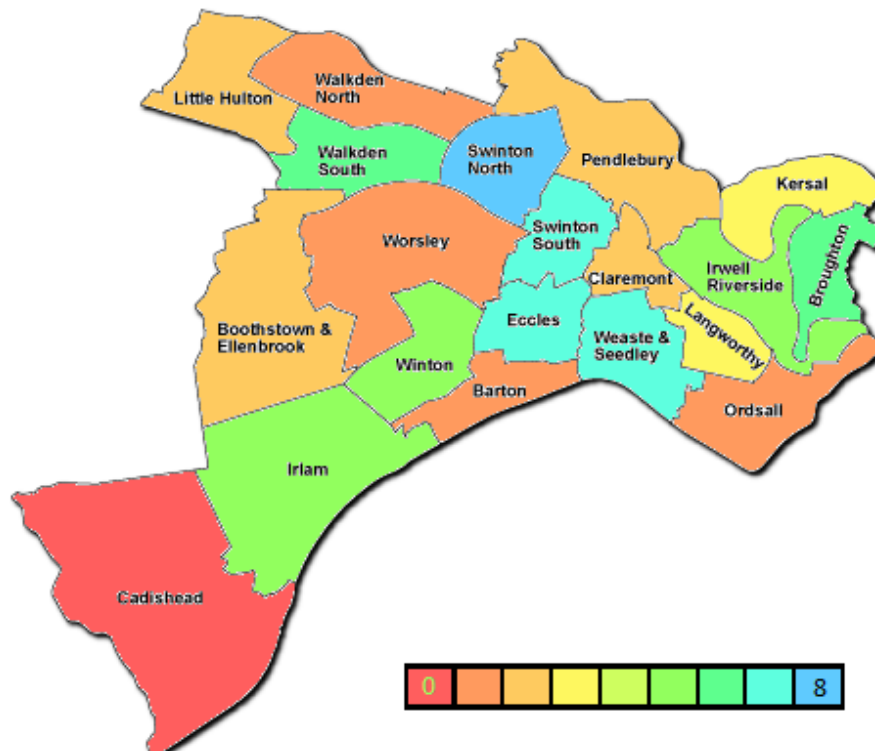 Walkden
North
Little Hulton
Walkden
South
Swinton
North
Pendlebury
Kersal
Swinton
South
Worsley
Broughton
Claremont
Irwell
Riverside
Eccles
Langworthy
Boothstown &
Ellenbrook
Weaste &
Seedley
Winton
Barton
Ordsall
Irlam
Cadishead
0
8